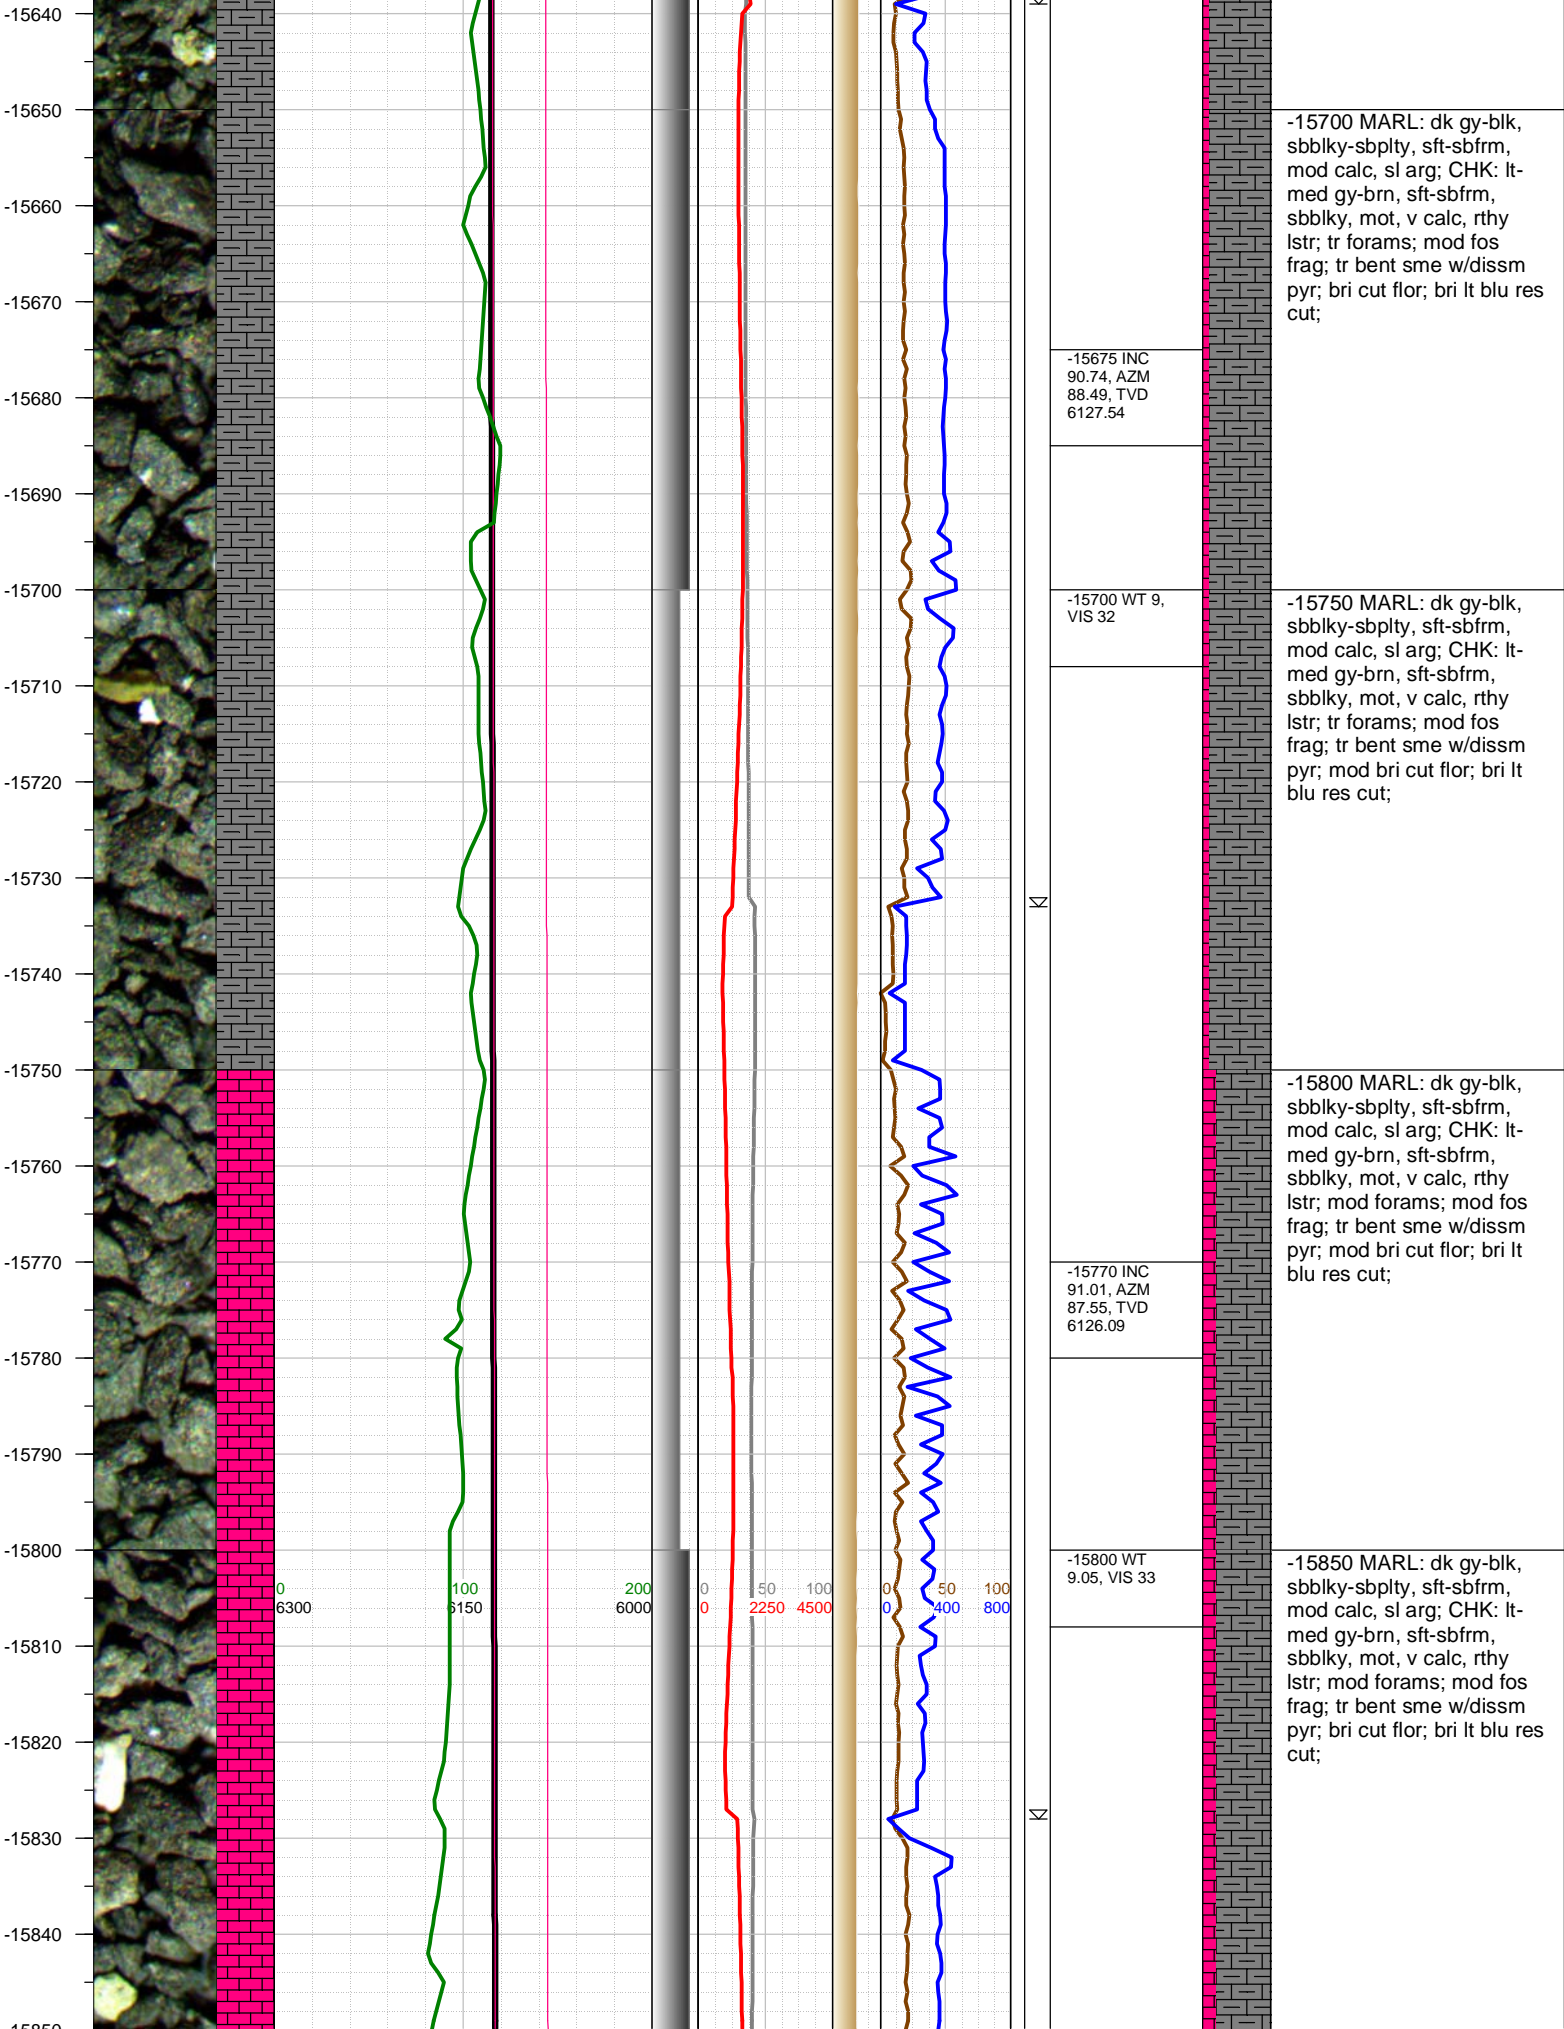 -15640
-15650
-15660
-15670
-15680
-15690
-15700
-15710
-15720
-15730
-15740
-15750
-15760
-15770
-15780
-15790
-15800
-15810
-15820
-15830
-15840
0 100 200
6300 6150 6000
0 50 100
0 2250 4500
0 50 100
0 400 800
-15675 INC
90.74, AZM
88.49, TVD
6127.54
-15700 WT 9,
VIS 32
-15770 INC
91.01, AZM
87.55, TVD
6126.09
-15800 WT
9.05, VIS 33
-15700 MARL: dk gy-blk,
sbblky-sbplty, sft-sbfrm,
mod calc, sl arg; CHK: lt-
med gy-brn, sft-sbfrm,
sbblky, mot, v calc, rthy
lstr; tr forams; mod fos
frag; tr bent sme w/dissm
pyr; bri cut flor; bri lt blu res
cut;
-15750 MARL: dk gy-blk,
sbblky-sbplty, sft-sbfrm,
mod calc, sl arg; CHK: lt-
med gy-brn, sft-sbfrm,
sbblky, mot, v calc, rthy
lstr; tr forams; mod fos
frag; tr bent sme w/dissm
pyr; mod bri cut flor; bri lt
blu res cut;
-15800 MARL: dk gy-blk,
sbblky-sbplty, sft-sbfrm,
mod calc, sl arg; CHK: lt-
med gy-brn, sft-sbfrm,
sbblky, mot, v calc, rthy
lstr; mod forams; mod fos
frag; tr bent sme w/dissm
pyr; mod bri cut flor; bri lt
blu res cut;
-15850 MARL: dk gy-blk,
sbblky-sbplty, sft-sbfrm,
mod calc, sl arg; CHK: lt-
med gy-brn, sft-sbfrm,
sbblky, mot, v calc, rthy
lstr; mod forams; mod fos
frag; tr bent sme w/dissm
pyr; bri cut flor; bri lt blu res
cut;